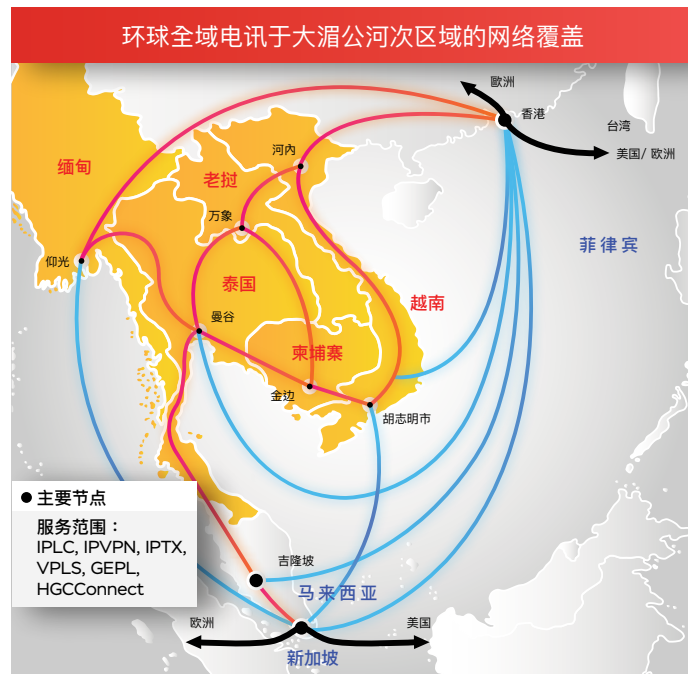 环球全域电讯于大湄公河次区域的网络覆盖
歐洲
香港
台湾
美国/ 欧洲
缅甸
河內
老挝
万象
菲律宾
仰光
泰国
越南
曼谷
柬埔寨
金边
胡志明市
主要节点
服务范围：
IPLC, IPVPN, IPTX,
VPLS, GEPL,
HGCConnect
吉隆坡
马来西亚
欧洲
美国
新加坡